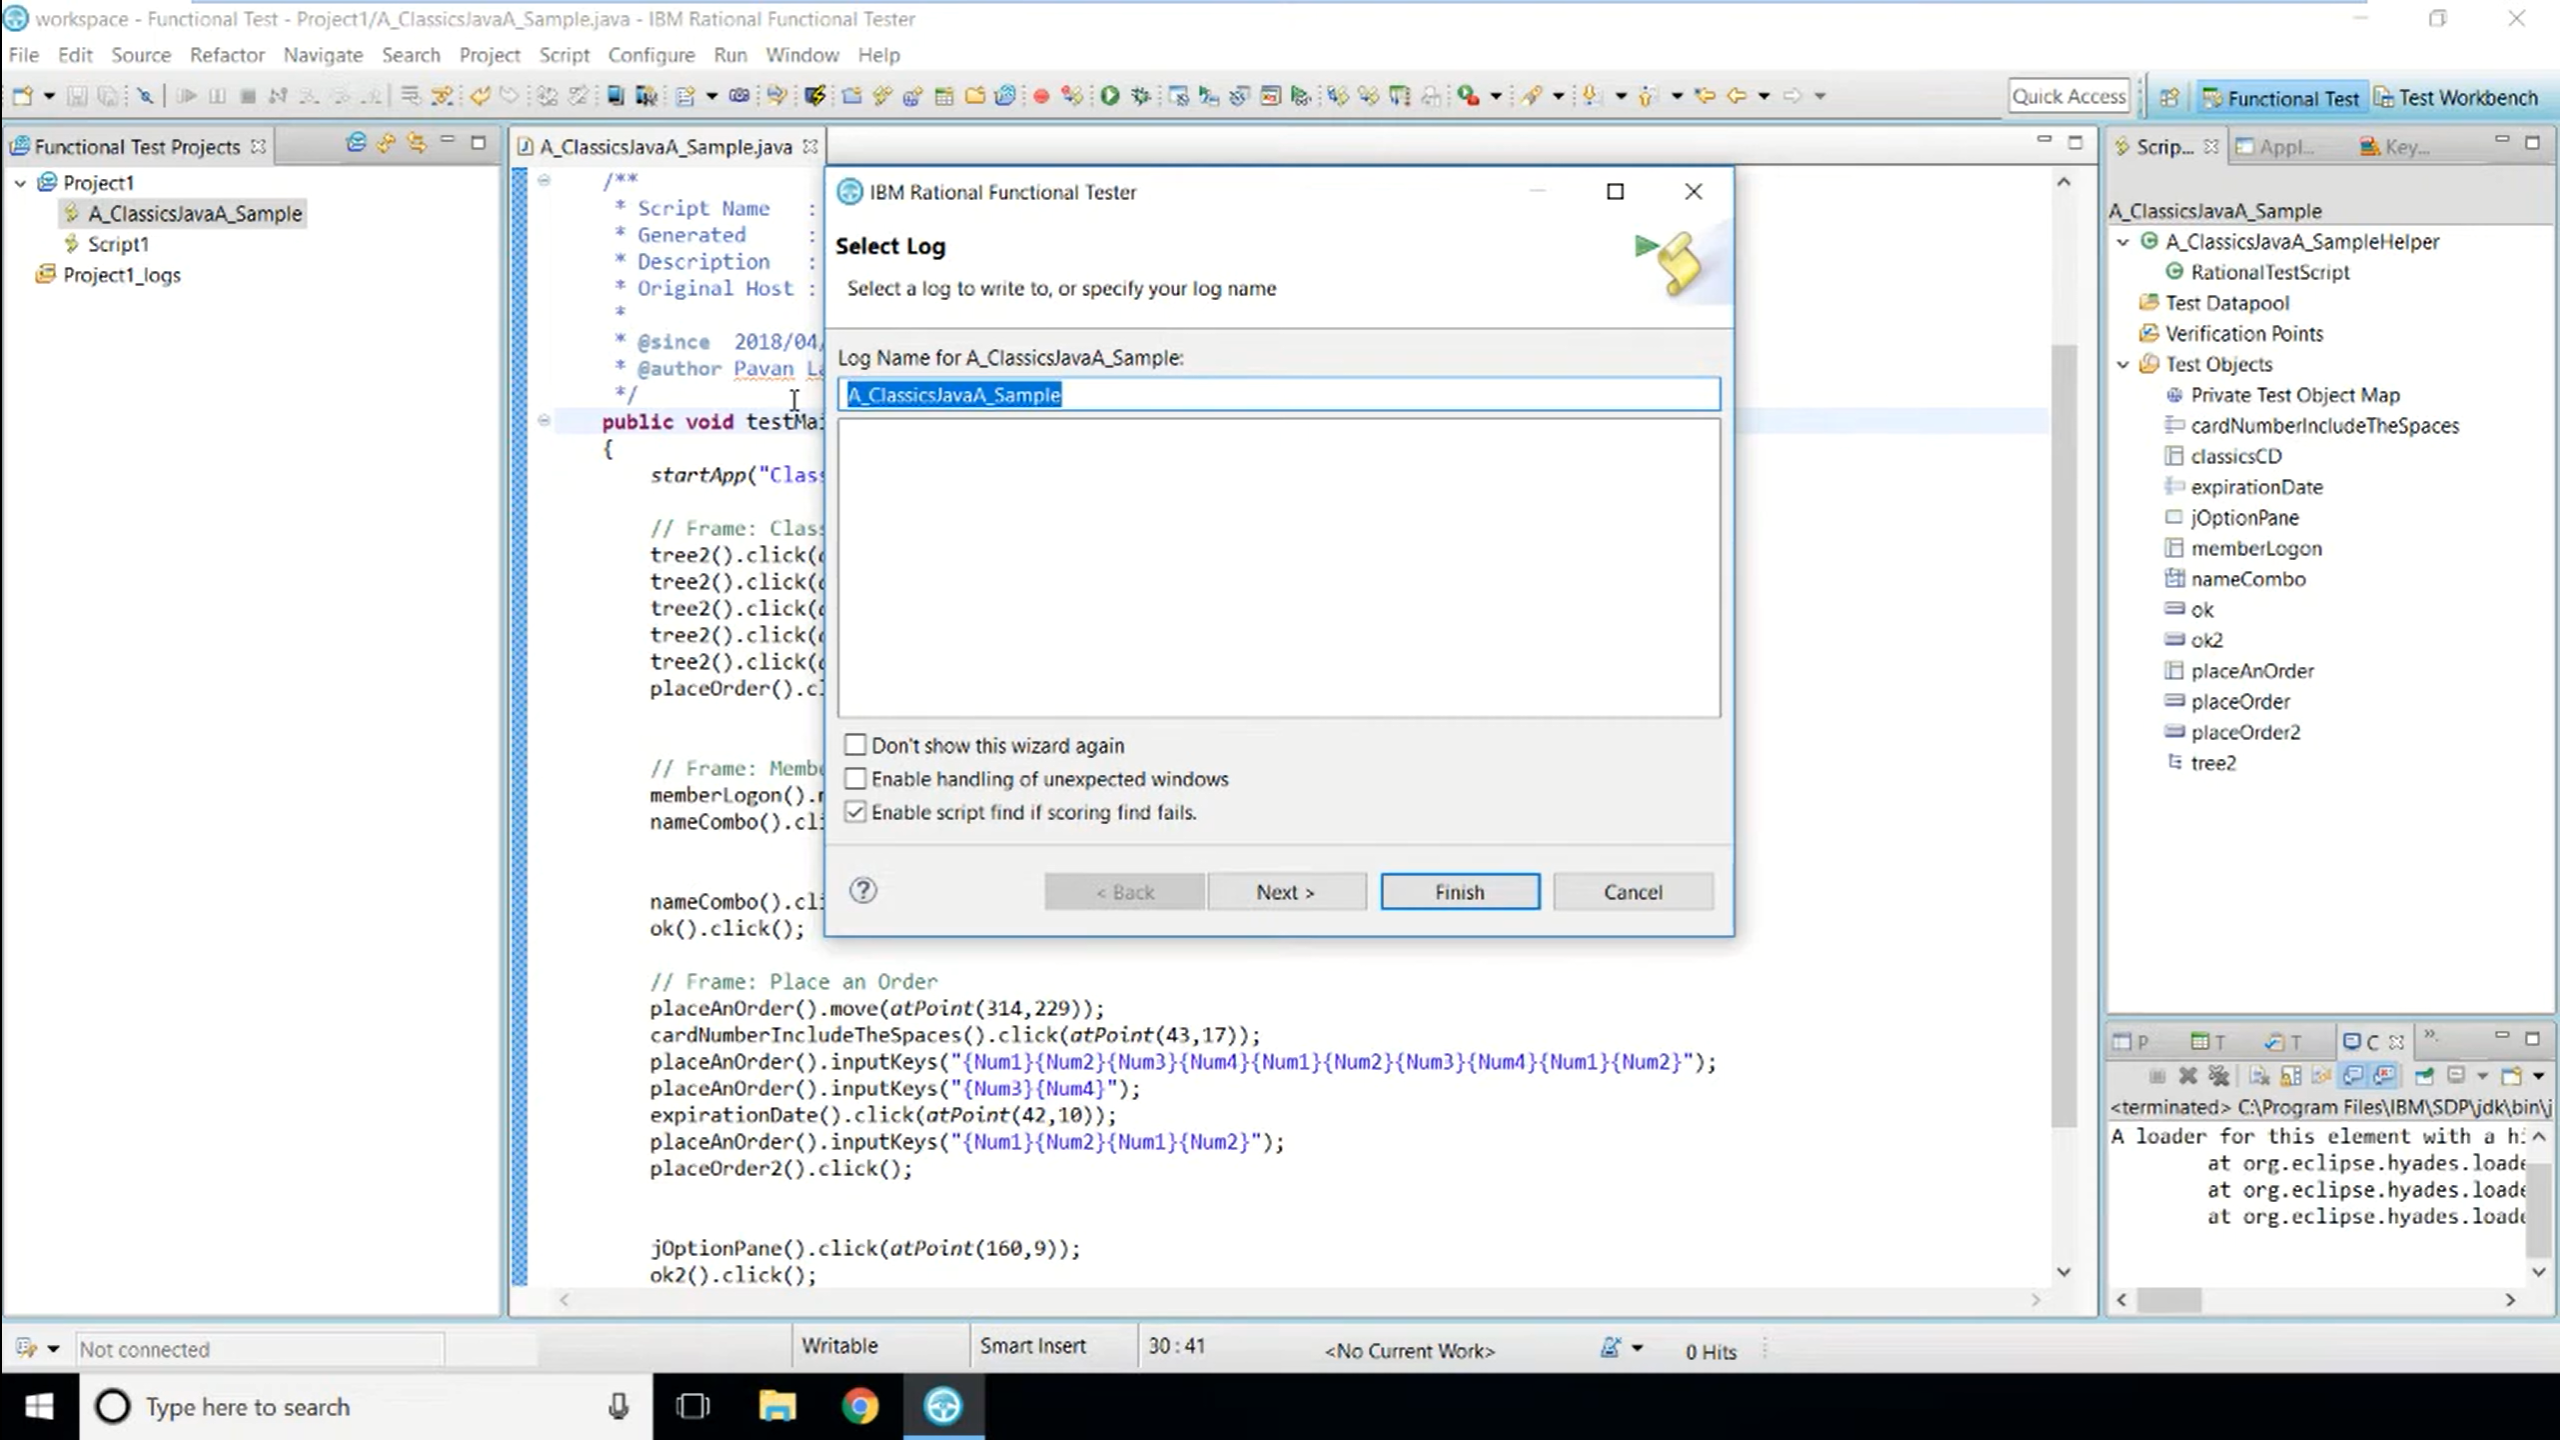 workspace - Functional Test - Project1/A_ClassicsJavaA_Sample.java - IBM Rational Functional Tester
File Edit Source Refactor Navigate Search Project Script Configure Run Window Help
Quick Access
Functional Test
Test Workbench
Functional Test Projects
Project1
A_ClassicsJavaA_Sample
Script1
Project1_logs
A_ClassicsJavaA_Sample.java
/**
* Script Name :
* Generated :
* Description :
* Original Host :
*
* @since 2018/04/
* @author Pavan La
*/
public void testMai
{
startApp("Class
// Frame: Class
tree2().click(
tree2().click(
tree2().click(
tree2().click(
tree2().click(
placeOrder().c
// Frame: Membe
memberLogon().
nameCombo().cli
nameCombo().cli
ok().click();
// Frame: Place an Order
placeAnOrder().move(atPoint(314,229));
cardNumberIncludeTheSpaces().click(atPoint(43,17));
placeAnOrder().inputKeys("{Num1}{Num2}{Num3}{Num4}{Num1}{Num2}{Num3}{Num4}{Num1}{Num2}");
placeAnOrder().inputKeys("{Num3}{Num4}");
expirationDate().click(atPoint(42,10));
placeAnOrder().inputKeys("{Num1}{Num2}{Num1}{Num2}");
placeOrder2().click();
jOptionPane().click(atPoint(160,9));
ok2().click();
IBM Rational Functional Tester
Select Log
Select a log to write to, or specify your log name
Log Name for A_ClassicsJavaA_Sample:
A_ClassicsJavaA_Sample
Don't show this wizard again
Enable handling of unexpected windows
Enable script find if scoring find fails.
?
< Back
Next >
Finish
Cancel
Scrip...
Appl...
Key...
A_ClassicsJavaA_Sample
A_ClassicsJavaA_SampleHelper
RationalTestScript
Test Datapool
Verification Points
Test Objects
Private Test Object Map
cardNumberIncludeTheSpaces
classicsCD
expirationDate
jOptionPane
memberLogon
nameCombo
ok
ok2
placeAnOrder
placeOrder
placeOrder2
tree2
P T T C
<terminated> C:\Program Files\IBM\SDP\jdk\bin\j
A loader for this element with a hi
at org.eclipse.hyades.loade
at org.eclipse.hyades.loade
at org.eclipse.hyades.loade
Not connected
Writable
Smart Insert
30 : 41
<No Current Work>
0 Hits
Type here to search